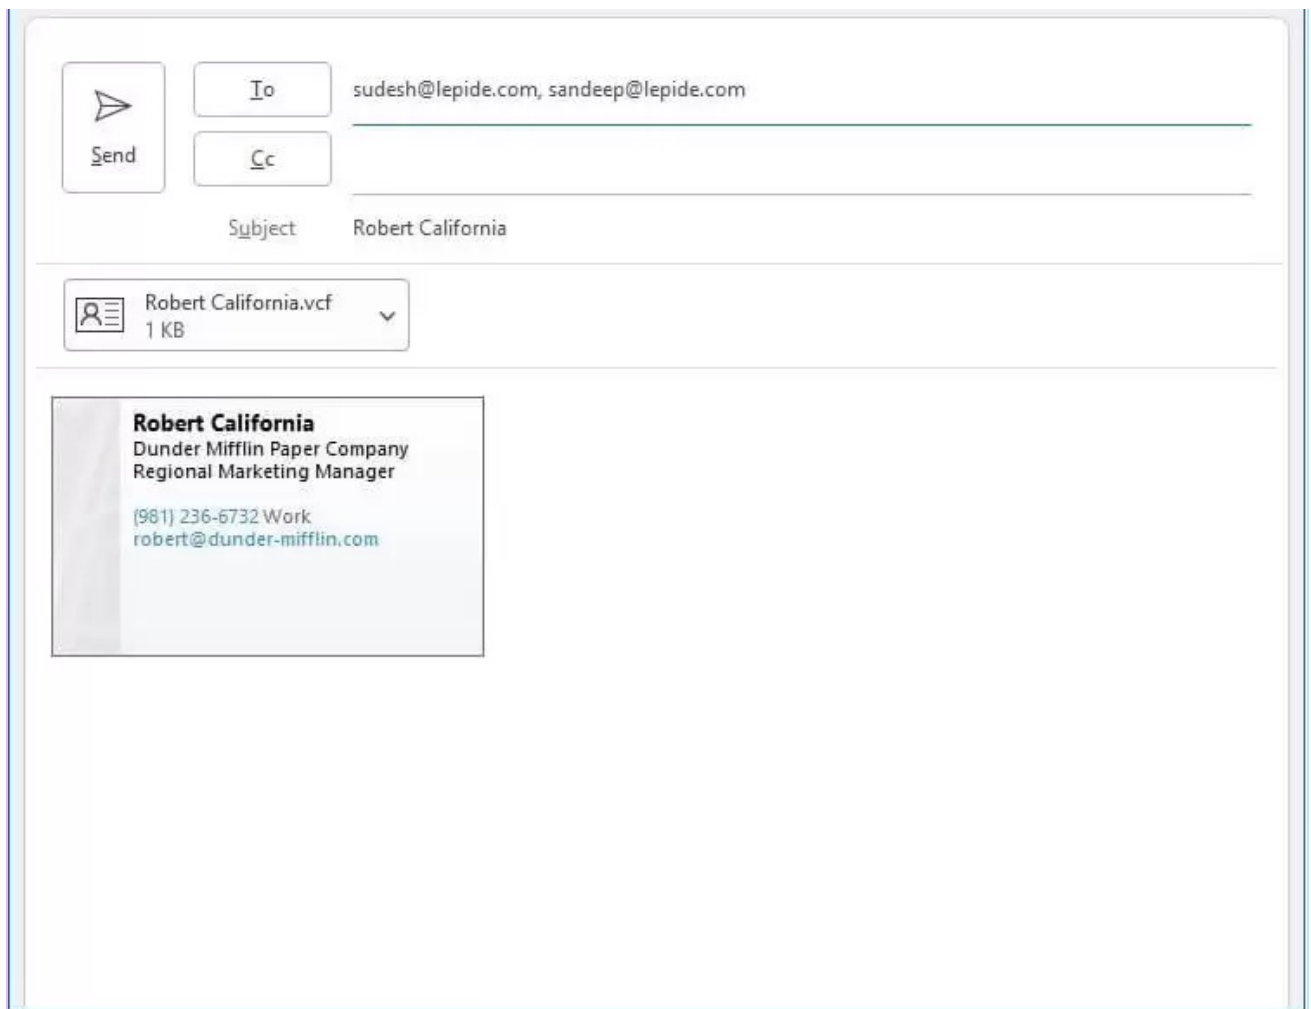 To
sudesh@lepide.com, sandeep@lepide.com
Send
Cc
Subject
Robert California
Robert California.vcf
1 KB
Robert California
Dunder Mifflin Paper Company
Regional Marketing Manager
(981) 236-6732 Work
robert@dunder-mifflin.com